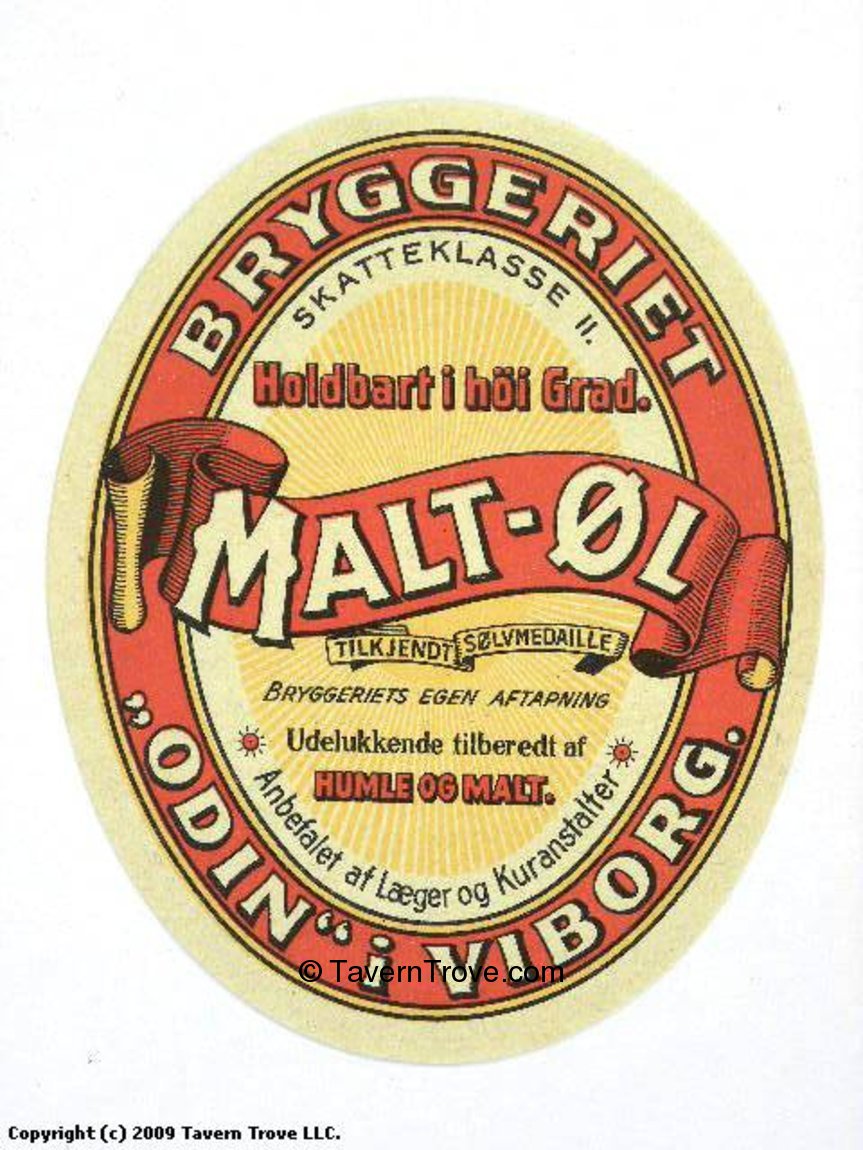 BRYGGERIET
SKATTEKLASSE II.
Holdbart i höi Grad.
MALT-ØL
TILKJENDT SØLVMEDAILLE
BRYGGERIETS EGEN AFTAPNING
Udelukkende tilberedt af
HUMLE OG MALT.
Anbefalet af Læger og Kuranstalter
„ODIN“ i VIBORG.
© TavernTrove.com
Copyright (c) 2009 Tavern Trove LLC.